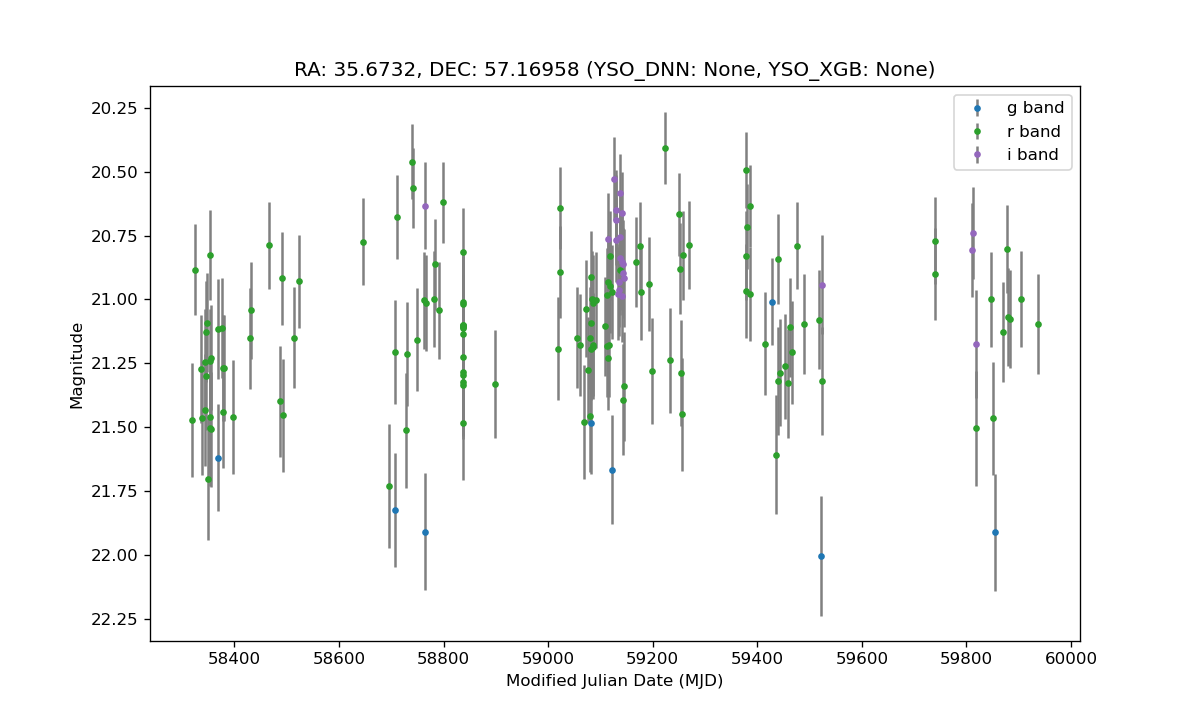 RA: 35.6732, DEC: 57.16958 (YSO_DNN: None, YSO_XGB: None)
g band
r band
i band
Magnitude
20.25
20.50
20.75
21.00
21.25
21.50
21.75
22.00
22.25
58400 58600 58800 59000 59200 59400 59600 59800 60000
Modified Julian Date (MJD)